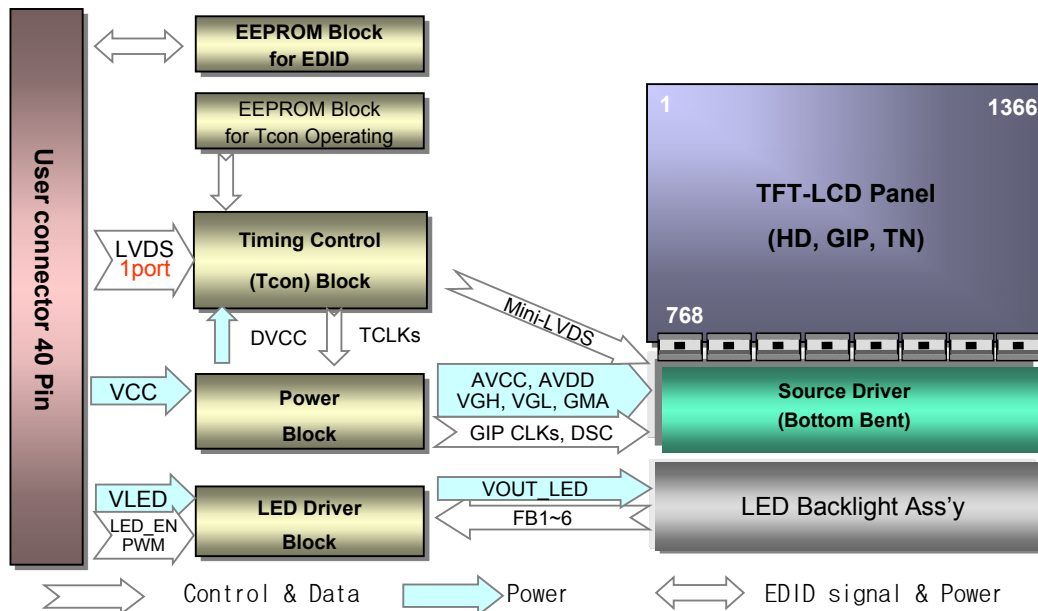 User connector 40 Pin
EEPROM Block
for EDID
EEPROM Block
for Tcon Operating
LVDS
1port
Timing Control
(Tcon) Block
DVCC
TCLKs
Mini-LVDS
VCC
Power
Block
AVCC, AVDD
VGH, VGL, GMA
GIP CLKs, DSC
VLED
LED_EN
PWM
LED Driver
Block
VOUT_LED
FB1~6
1
1366
TFT-LCD Panel
(HD, GIP, TN)
768
Source Driver
(Bottom Bent)
LED Backlight Ass'y
Control & Data
Power
EDID signal & Power